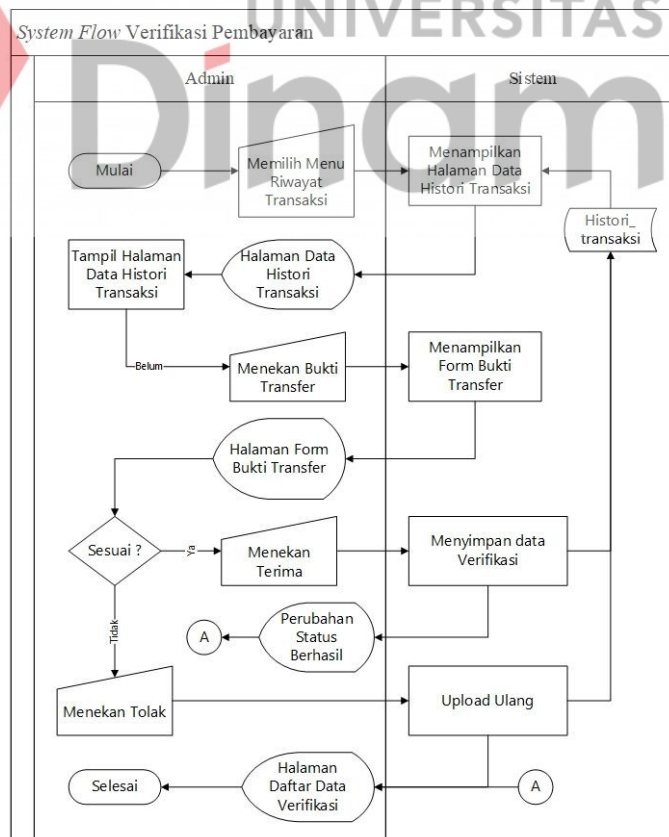 UNIVERSITAS
System Flow Verifikasi Pembayaran
Dinam
Admin
Sistem
Mulai
Memilih Menu
Riwayat
Transaksi
Menampilkan
Halaman Data
Histori Transaksi
Histori_
transaksi
Tampil Halaman
Data Histori
Transaksi
Halaman Data
Histori
Transaksi
Belum
Menekan Bukti
Transfer
Menampilkan
Form Bukti
Transfer
Halaman Form
Bukti Transfer
Sesuai ?
Ya
Menekan
Terima
Menyimpan data
Verifikasi
Tidak
A
Perubahan
Status
Berhasil
Menekan Tolak
Upload Ulang
Selesai
Halaman
Daftar Data
Verifikasi
A